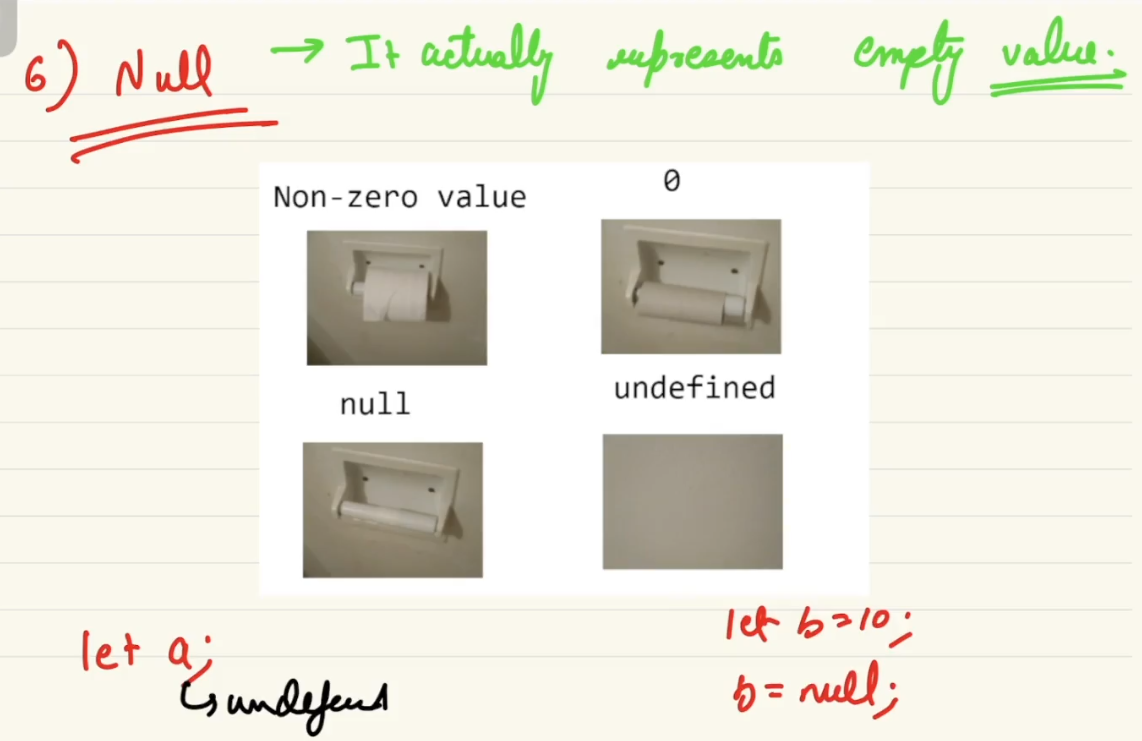 6) Null → It actually represents empty value.
Non-zero value 0
null undefined
let a; let b=10;
↳ undefined b = null;